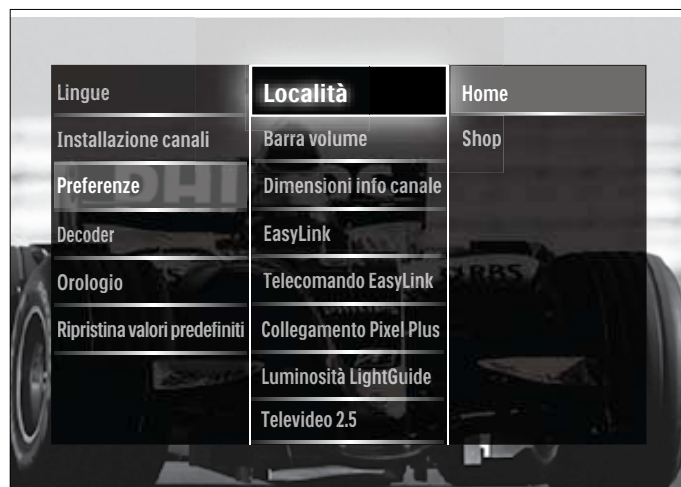 Lingue
Installazione canali
Preferenze
Decoder
Orologio
Ripristina valori predefiniti
Località
Barra volume
Dimensioni info canale
EasyLink
Telecomando EasyLink
Collegamento Pixel Plus
Luminosità LightGuide
Televideo 2.5
Home
Shop
RBS